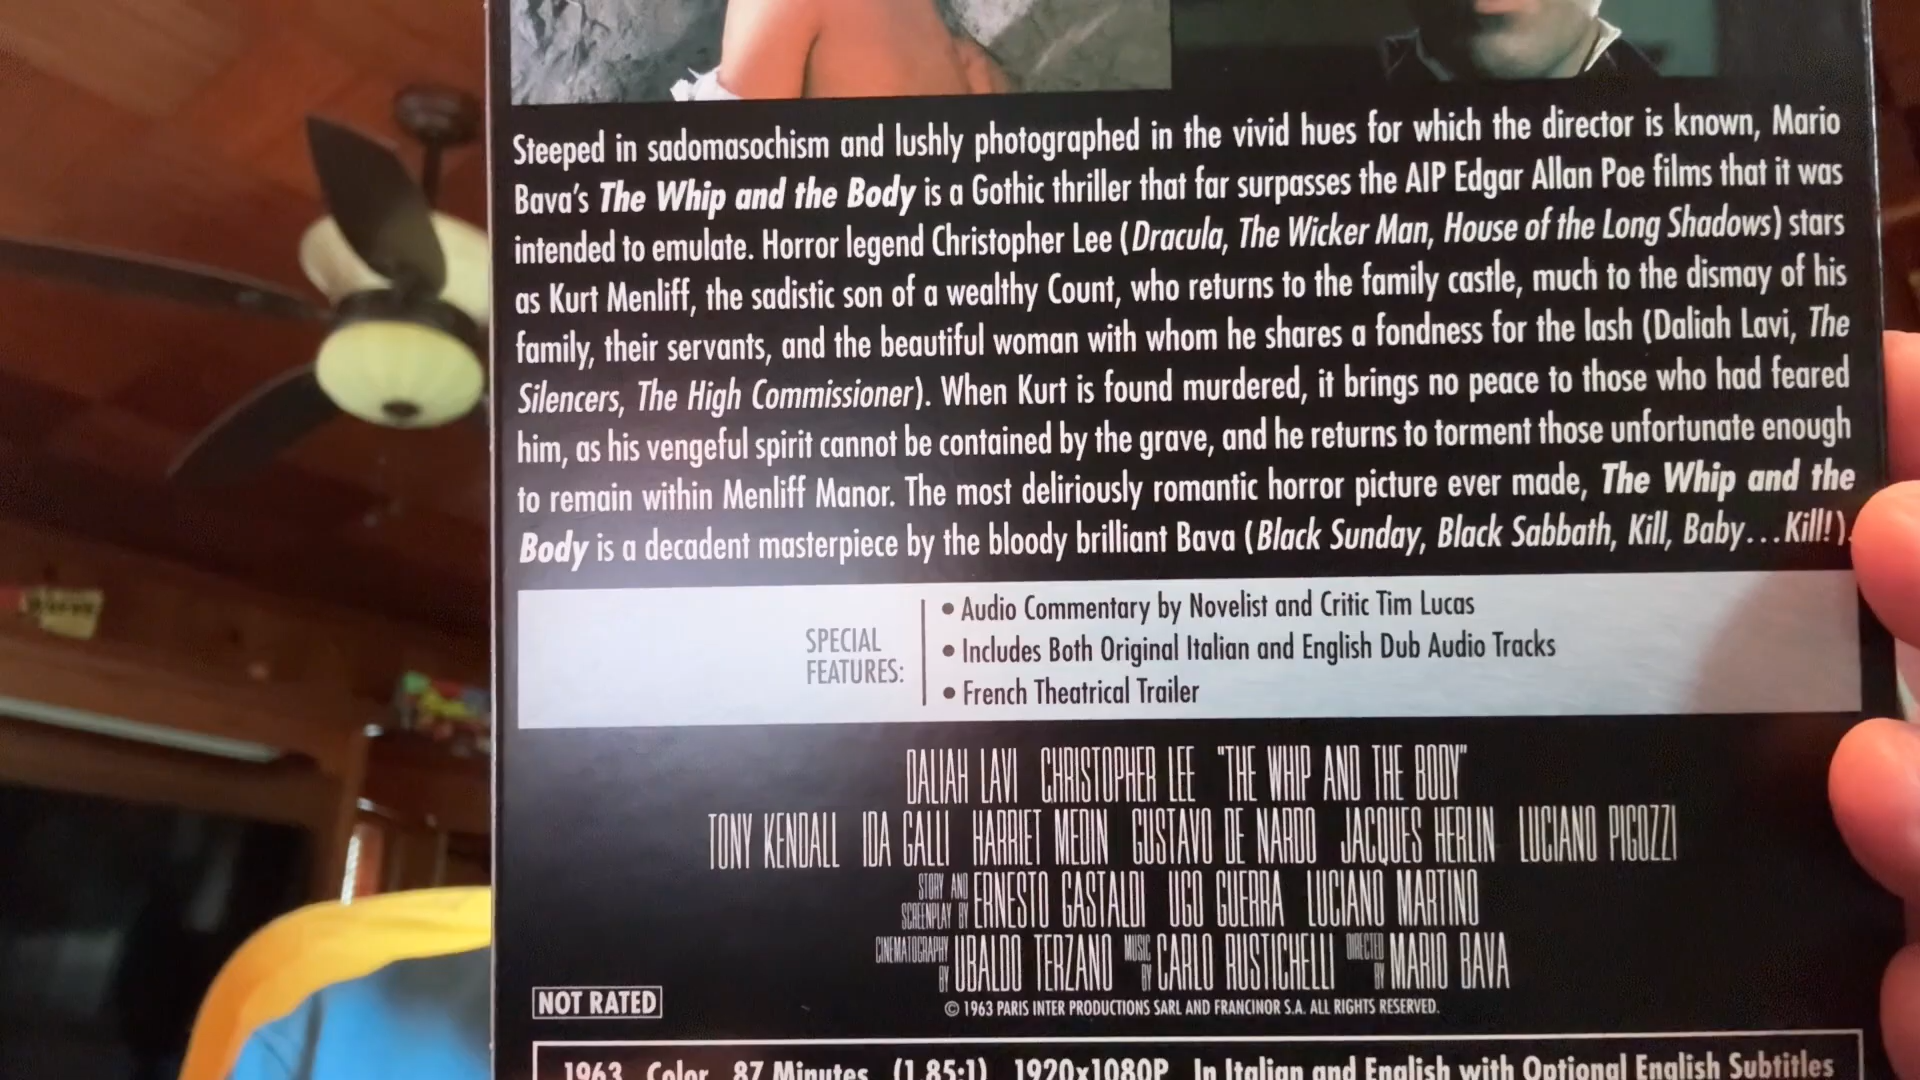 Steeped in sadomasochism and lushly photographed in the vivid hues for which the director is known, Mario
Bava's The Whip and the Body is a Gothic thriller that far surpasses the AIP Edgar Allan Poe films that it was
intended to emulate. Horror legend Christopher Lee (Dracula, The Wicker Man, House of the Long Shadows) stars
as Kurt Menliff, the sadistic son of a wealthy Count, who returns to the family castle, much to the dismay of his
family, their servants, and the beautiful woman with whom he shares a fondness for the lash (Daliah Lavi, The
Silencers, The High Commissioner). When Kurt is found murdered, it brings no peace to those who had feared
him, as his vengeful spirit cannot be contained by the grave, and he returns to torment those unfortunate enough
to remain within Menliff Manor. The most deliriously romantic horror picture ever made, The Whip and the
Body is a decadent masterpiece by the bloody brilliant Bava (Black Sunday, Black Sabbath, Kill, Baby...Kill!).
SPECIAL
FEATURES:
• Audio Commentary by Novelist and Critic Tim Lucas
• Includes Both Original Italian and English Dub Audio Tracks
• French Theatrical Trailer
DALIAH LAVI CHRISTOPHER LEE "THE WHIP AND THE BODY"
TONY KENDALL IDA GALLI HARRIET MEDIN GUSTAVO DE NARDO JACQUES HERLIN LUCIANO PIGOZZI
STORY AND SCREENPLAY BY ERNESTO GASTALDI UGO GUERRA LUCIANO MARTINO
CINEMATOGRAPHY BY UBALDO TERZANO MUSIC BY CARLO RUSTICHELLI DIRECTED BY MARIO BAVA
NOT RATED
© 1963 PARIS INTER PRODUCTIONS SARL AND FRANCINOR S.A. ALL RIGHTS RESERVED.
1963 Color 87 Minutes (1.85:1) 1920x1080P In Italian and English with Optional English Subtitles